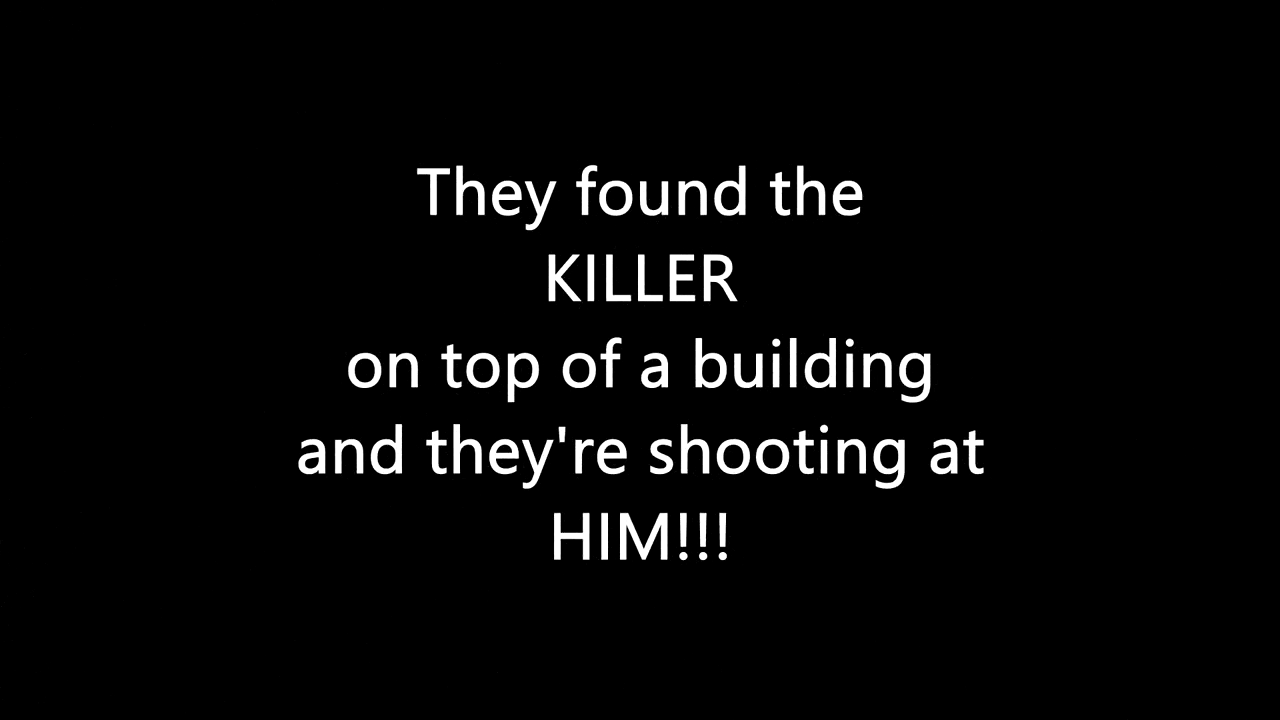 They found the
KILLER
on top of a building
and they're shooting at
HIM!!!